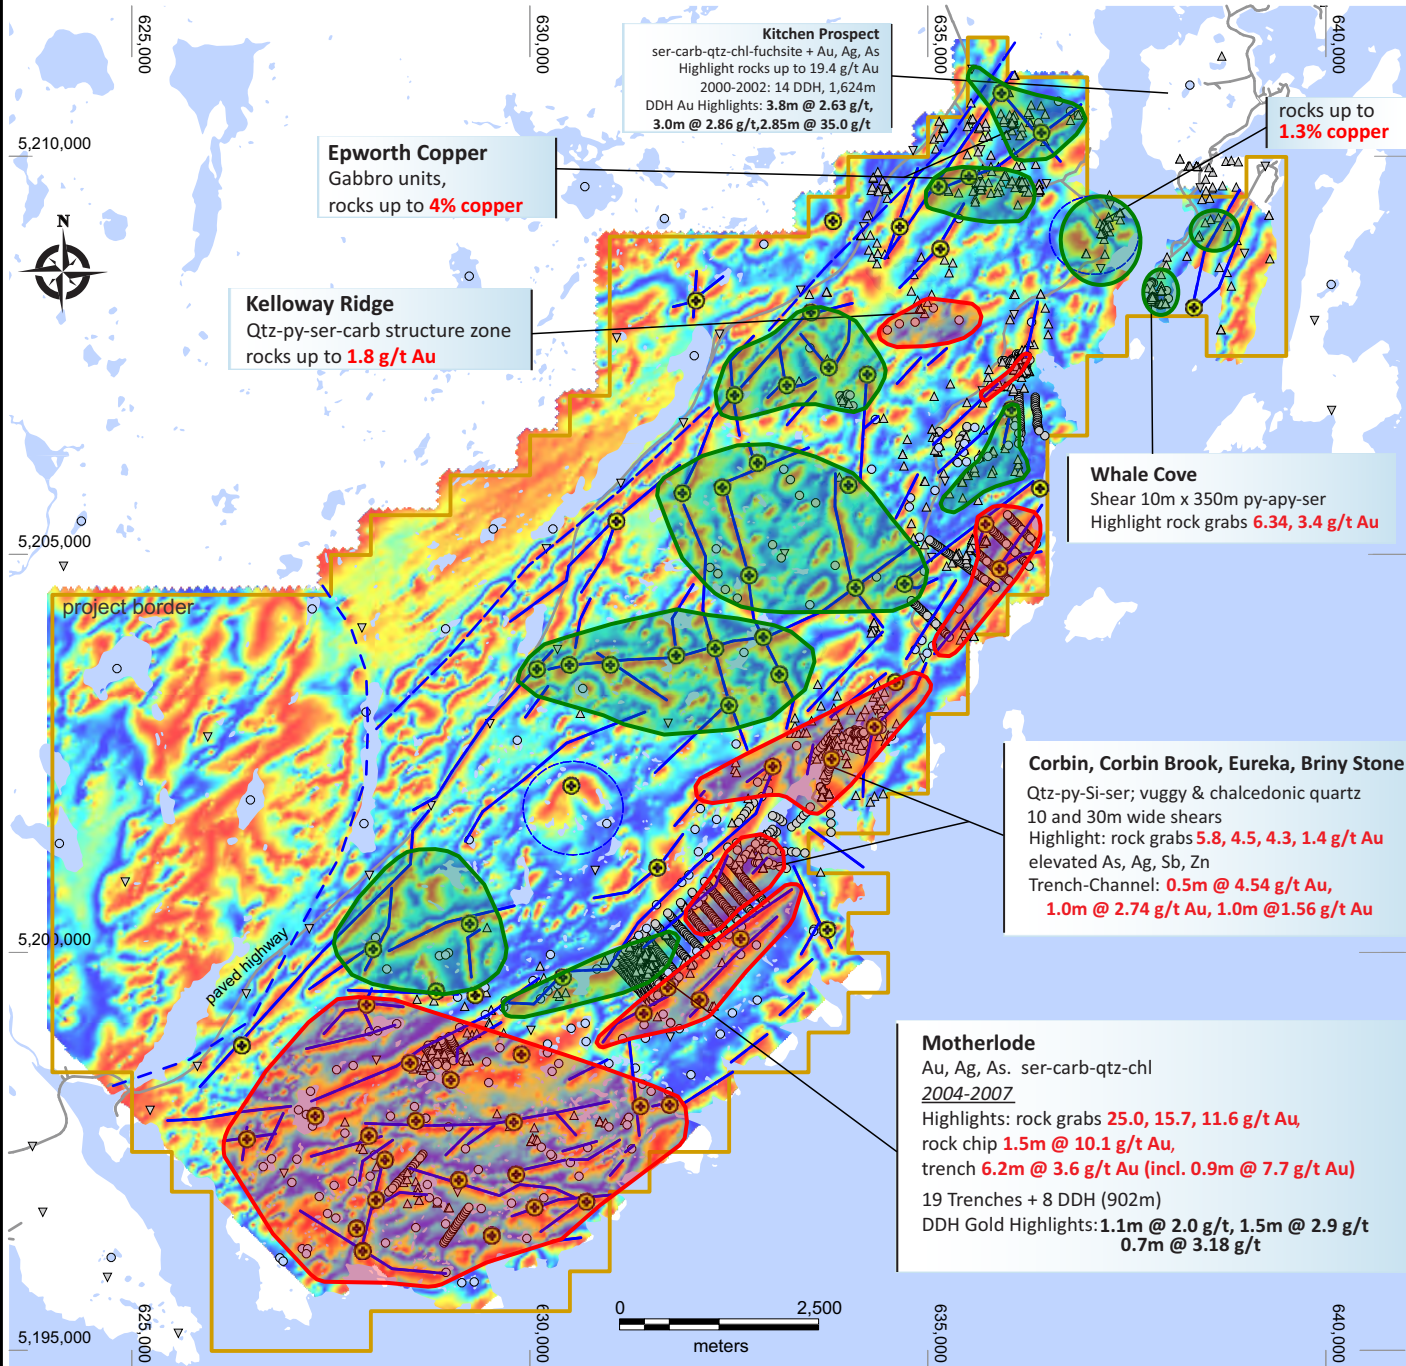 625,000
630,000
635,000
640,000
Kitchen Prospect
ser-carb-qtz-chl-fuchsite + Au, Ag, As
Highlight rocks up to 19.4 g/t Au
2000-2002: 14 DDH, 1,624m
DDH Au Highlights: 3.8m @ 2.63 g/t,
3.0m @ 2.86 g/t,2.85m @ 35.0 g/t
rocks up to
1.3% copper
5,210,000
Epworth Copper
Gabbro units,
rocks up to 4% copper
N
Kelloway Ridge
Qtz-py-ser-carb structure zone
rocks up to 1.8 g/t Au
Whale Cove
Shear 10m x 350m py-apy-ser
Highlight rock grabs 6.34, 3.4 g/t Au
5,205,000
project border
Corbin, Corbin Brook, Eureka, Briny Stone
Qtz-py-Si-ser; vuggy & chalcedonic quartz
10 and 30m wide shears
Highlight: rock grabs 5.8, 4.5, 4.3, 1.4 g/t Au
elevated As, Ag, Sb, Zn
Trench-Channel: 0.5m @ 4.54 g/t Au,
1.0m @ 2.74 g/t Au, 1.0m @1.56 g/t Au
5,200,000
paved highway
Motherlode
Au, Ag, As. ser-carb-qtz-chl
2004-2007
Highlights: rock grabs 25.0, 15.7, 11.6 g/t Au,
rock chip 1.5m @ 10.1 g/t Au,
trench 6.2m @ 3.6 g/t Au (incl. 0.9m @ 7.7 g/t Au)
19 Trenches + 8 DDH (902m)
DDH Gold Highlights: 1.1m @ 2.0 g/t, 1.5m @ 2.9 g/t
0.7m @ 3.18 g/t
5,195,000
0 2,500
meters
625,000
630,000
635,000
640,000